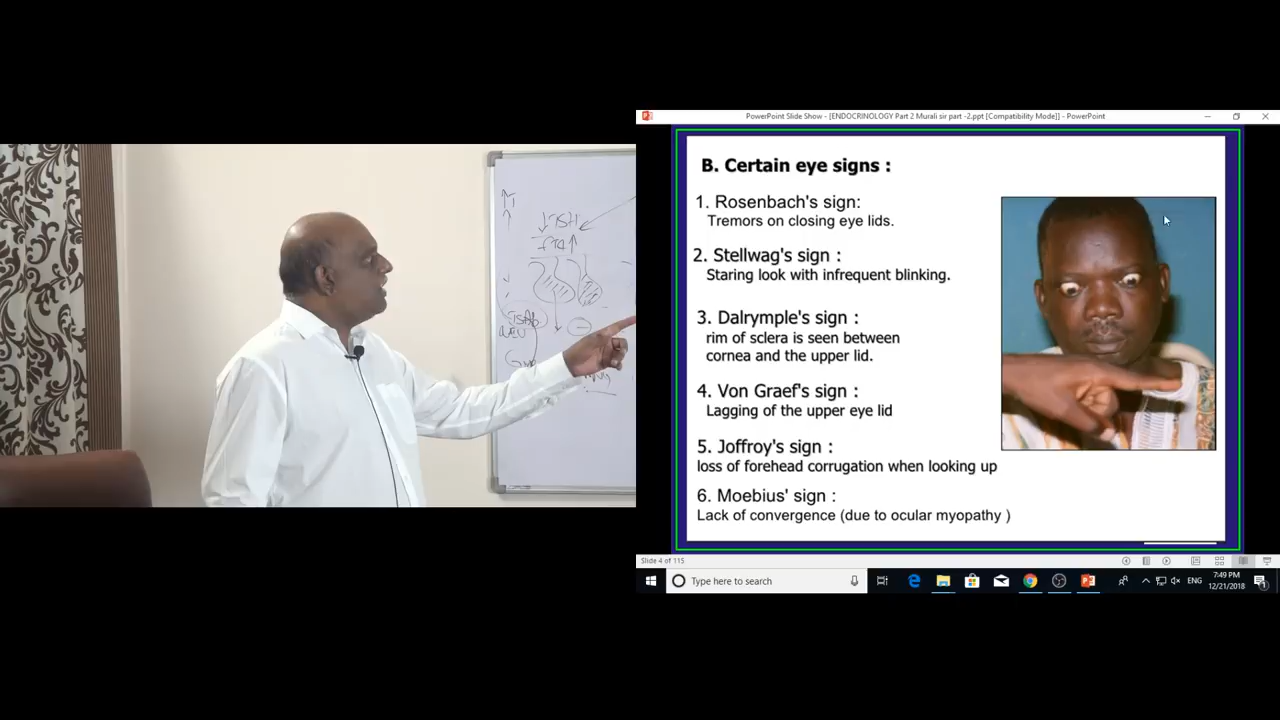 PowerPoint Slide Show - [ENDOCRINOLOGY Part 2 Murali sir part -2.ppt [Compatibility Mode]] - PowerPoint
B. Certain eye signs :
1. Rosenbach's sign:
Tremors on closing eye lids.
2. Stellwag's sign :
Staring look with infrequent blinking.
3. Dalrymple's sign :
rim of sclera is seen between
cornea and the upper lid.
4. Von Graef's sign :
Lagging of the upper eye lid
5. Joffroy's sign :
loss of forehead corrugation when looking up
6. Moebius' sign :
Lack of convergence (due to ocular myopathy )
Slide 4 of 115
Type here to search
ENG
7:49 PM
12/21/2018
↓TSH